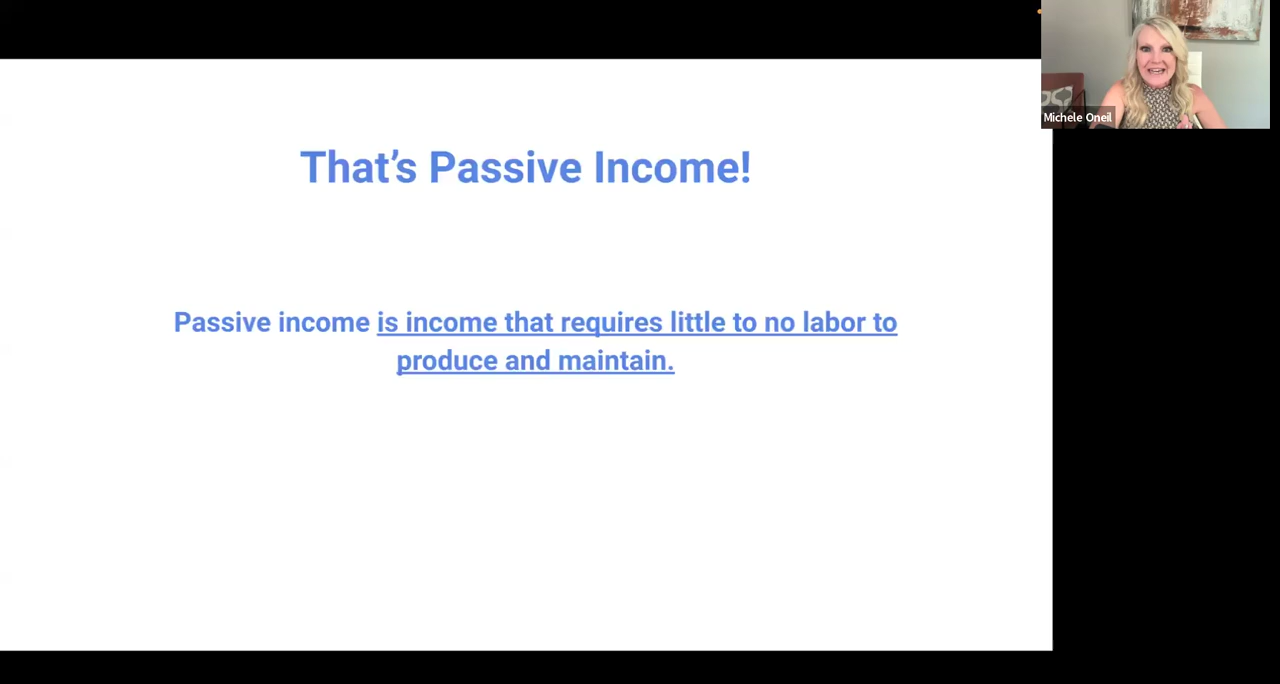 Michele Oneil
That’s Passive Income!
Passive income is income that requires little to no labor to
produce and maintain.